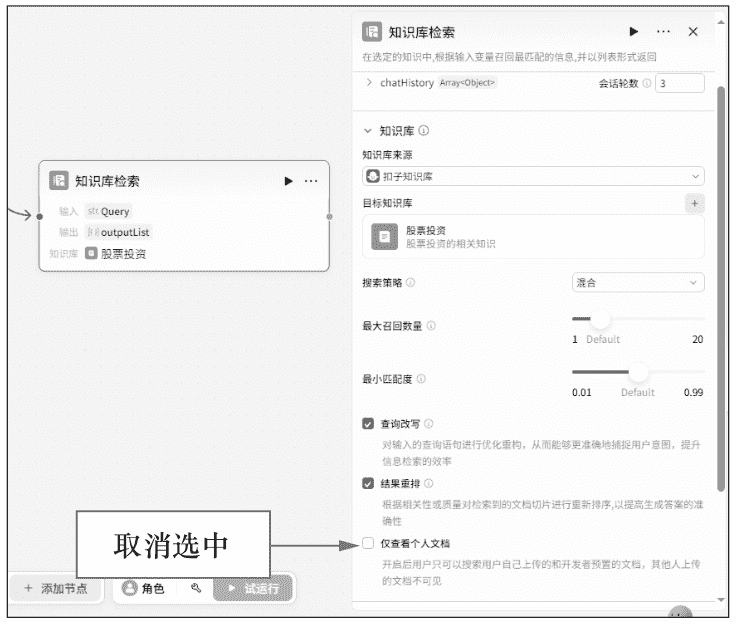 知识库检索
输入 str. Query
输出 [ ] outputList
知识库 股票投资
取消选中
添加节点
角色
试运行
知识库检索
在选定的知识中,根据输入变量召回最匹配的信息,并以列表形式返回
chatHistory Array<Object> 会话轮数 3
知识库
知识库来源
扣子知识库
目标知识库
股票投资
股票投资的相关知识
搜索策略 混合
最大召回数量
1 Default 20
最小匹配度
0.01 Default 0.99
查询改写
对输入的查询语句进行优化重构，从而能够更准确地捕捉用户意图，提升
信息检索的效率
结果重排
根据相关性或质量对检索到的文档切片进行重新排序,以提高生成答案的准
确性
仅查看个人文档
开启后用户只可以搜索用户自己上传的和开发者预置的文档，其他人上传
的文档不可见